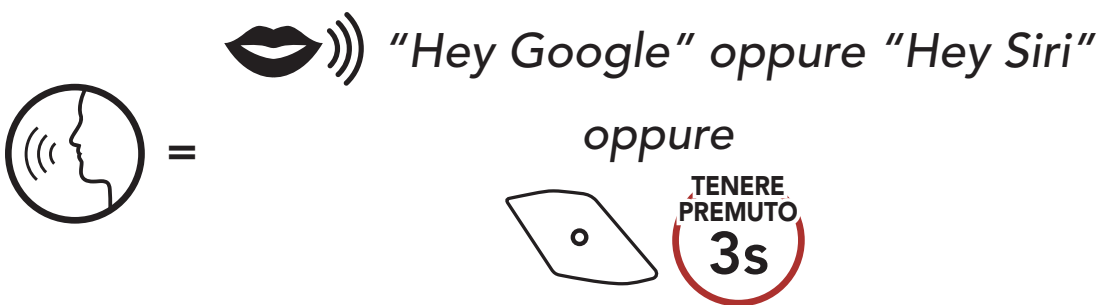 “Hey Google” oppure “Hey Siri”
=
oppure
TENERE
PREMUTO
3s